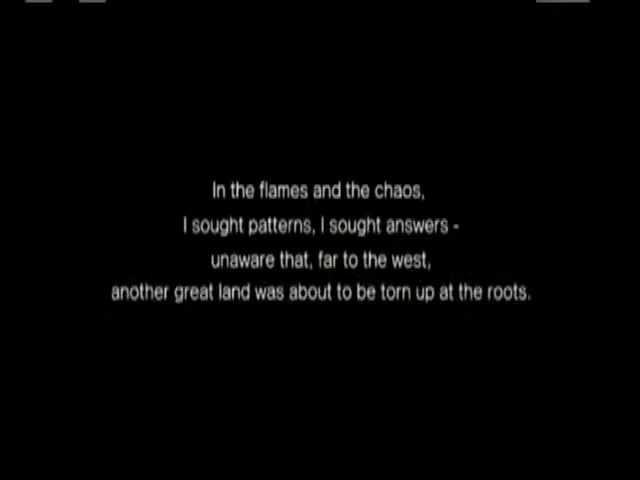 In the flames and the chaos,
I sought patterns, I sought answers -
unaware that, far to the west,
another great land was about to be torn up at the roots.